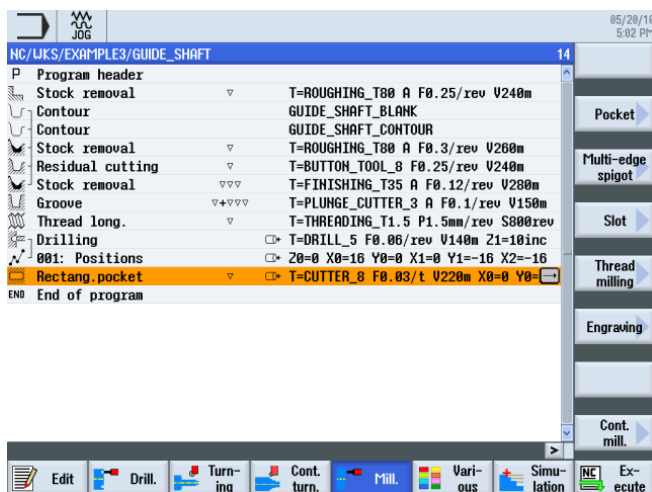 JOG
05/20/10
5:02 PM
NC/WKS/EXAMPLE3/GUIDE_SHAFT 14
P Program header
Stock removal ▽ T=ROUGHING_T80 A F0.25/rev V240m
Contour GUIDE_SHAFT_BLANK
Contour GUIDE_SHAFT_CONTOUR
Stock removal ▽ T=ROUGHING_T80 A F0.3/rev V260m
Residual cutting ▽ T=BUTTON_TOOL_8 F0.25/rev V240m
Stock removal ▽▽▽ T=FINISHING_T35 A F0.12/rev V280m
Groove ▽+▽▽▽ T=PLUNGE_CUTTER_3 A F0.1/rev V150m
Thread long. ▽ T=THREADING_T1.5 P1.5mm/rev S800rev
Drilling T=DRILL_5 F0.06/rev V140m Z1=10inc
001: Positions Z0=0 X0=16 Y0=0 X1=0 Y1=-16 X2=-16
Rectang.pocket ▽ T=CUTTER_8 F0.03/t V220m X0=0 Y0=
END End of program
Pocket
Multi-edge
spigot
Slot
Thread
milling
Engraving
Cont.
mill.
>
Edit
Drill.
Turn-
ing
Cont.
turn.
Mill.
Vari-
ous
Simu-
lation
NC Ex-
ecute